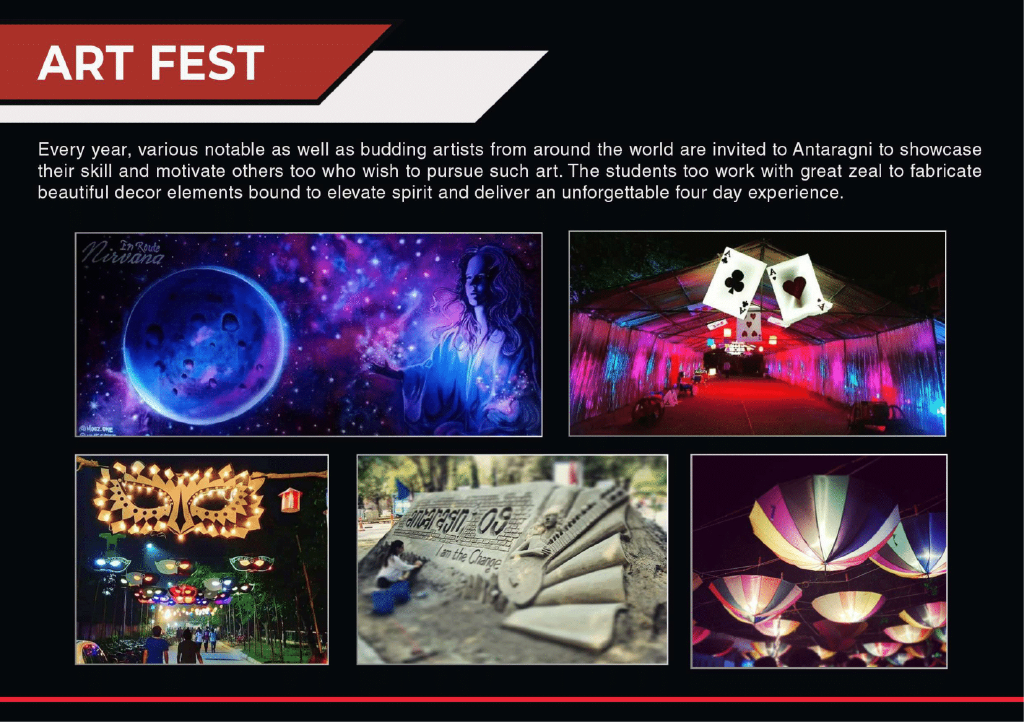 ART FEST
Every year, various notable as well as budding artists from around the world are invited to Antaragni to showcase
their skill and motivate others too who wish to pursue such art. The students too work with great zeal to fabricate
beautiful decor elements bound to elevate spirit and deliver an unforgettable four day experience.
En Route
Nirvana
A
A
A
A
antaragni 09
I am the Change